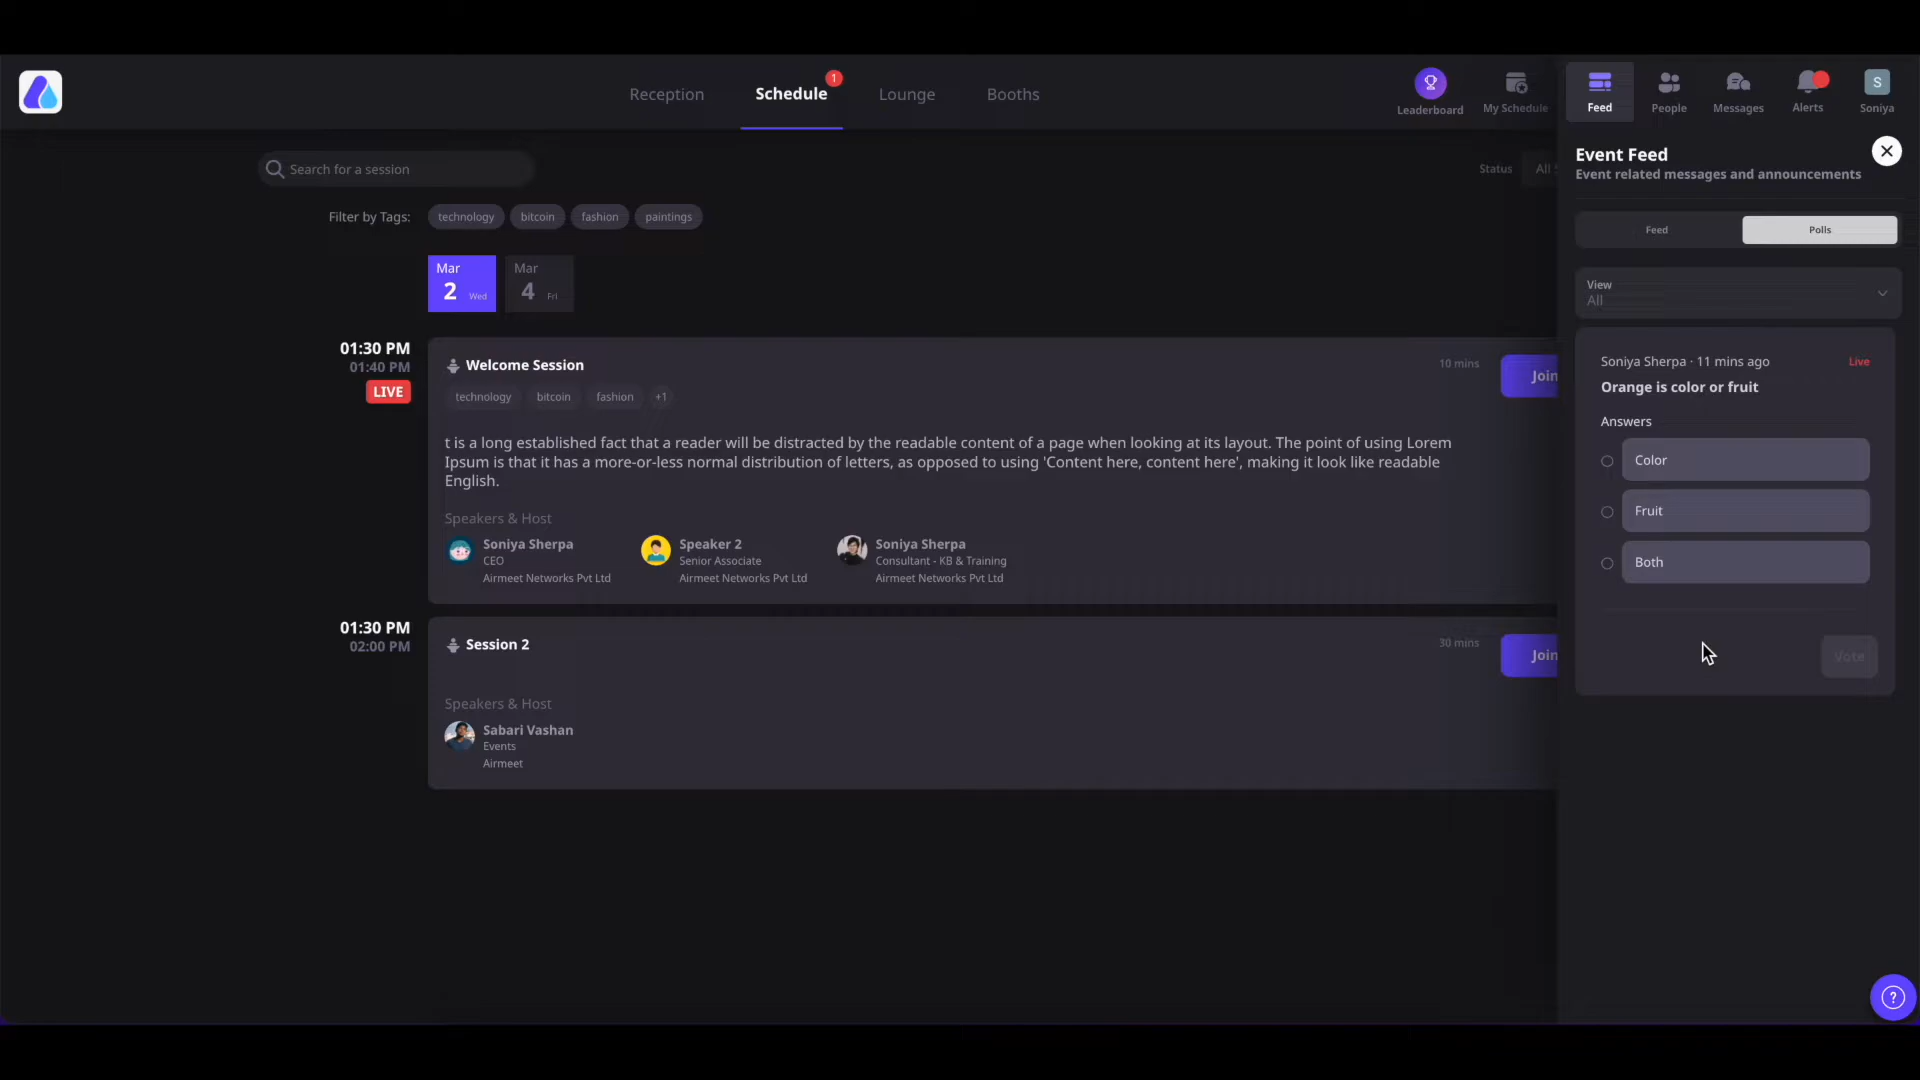 Reception
Schedule
1
Lounge
Booths
Leaderboard
My Schedule
Feed
People
Messages
Alerts
S
Soniya
Search for a session
Status
All
Filter by Tags:
technology
bitcoin
fashion
paintings
Mar
2 Wed
Mar
4 Fri
01:30 PM
01:40 PM
LIVE
Welcome Session
10 mins
Join
technology
bitcoin
fashion
+1
t is a long established fact that a reader will be distracted by the readable content of a page when looking at its layout. The point of using Lorem
Ipsum is that it has a more-or-less normal distribution of letters, as opposed to using 'Content here, content here', making it look like readable
English.
Speakers & Host
Soniya Sherpa
CEO
Airmeet Networks Pvt Ltd
Speaker 2
Senior Associate
Airmeet Networks Pvt Ltd
Soniya Sherpa
Consultant - KB & Training
Airmeet Networks Pvt Ltd
01:30 PM
02:00 PM
Session 2
30 mins
Join
Speakers & Host
Sabari Vashan
Events
Airmeet
Event Feed
Event related messages and announcements
Feed
Polls
View
All
Soniya Sherpa · 11 mins ago
Live
Orange is color or fruit
Answers
Color
Fruit
Both
Vote
?